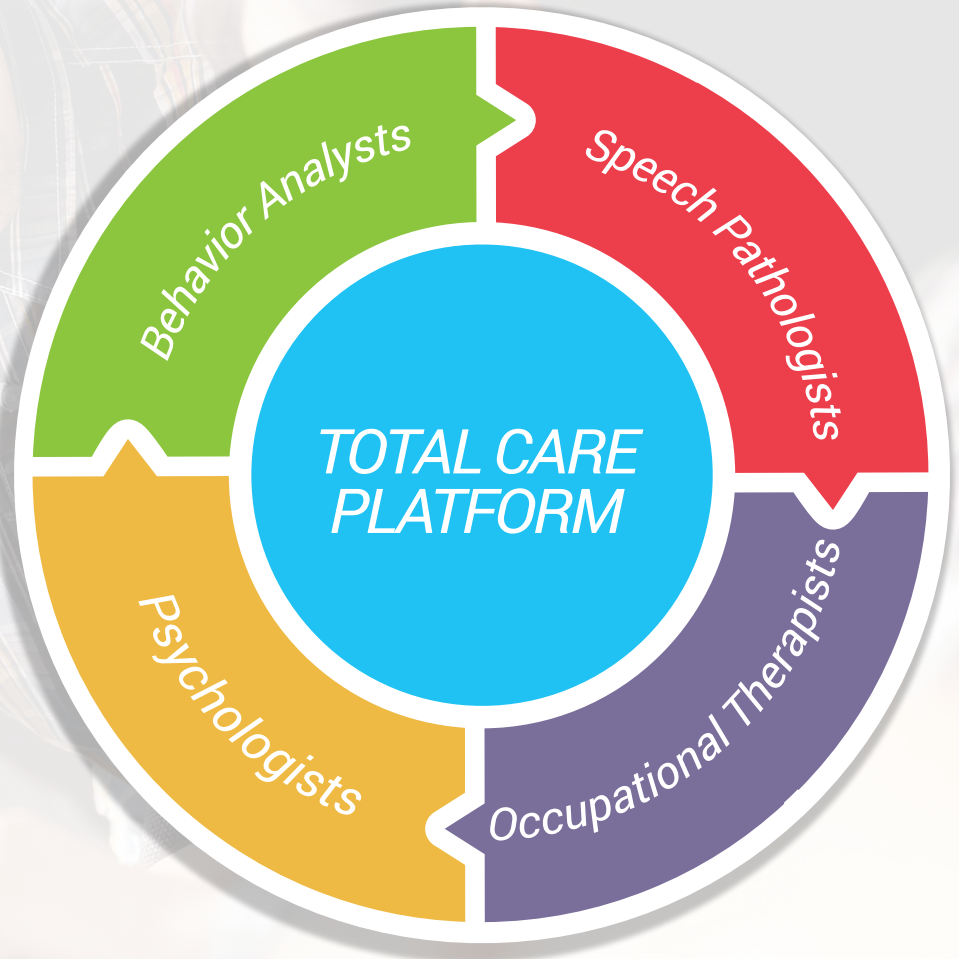 Behavior Analysts
Speech Pathologists
TOTAL CARE
PLATFORM
Psychologists
Occupational Therapists